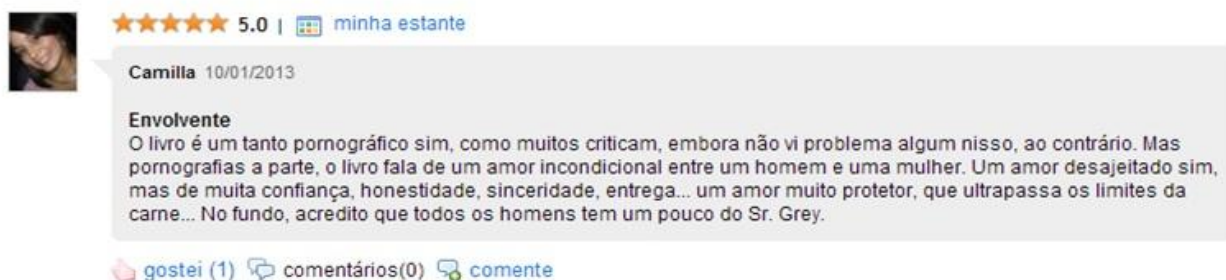 5.0 | minha estante
Camilla 10/01/2013
Envolvente
O livro é um tanto pornográfico sim, como muitos criticam, embora não vi problema algum nisso, ao contrário. Mas
pornografias a parte, o livro fala de um amor incondicional entre um homem e uma mulher. Um amor desajeitado sim,
mas de muita confiança, honestidade, sinceridade, entrega... um amor muito protetor, que ultrapassa os limites da
carne... No fundo, acredito que todos os homens tem um pouco do Sr. Grey.
gostei (1) comentários(0) comente